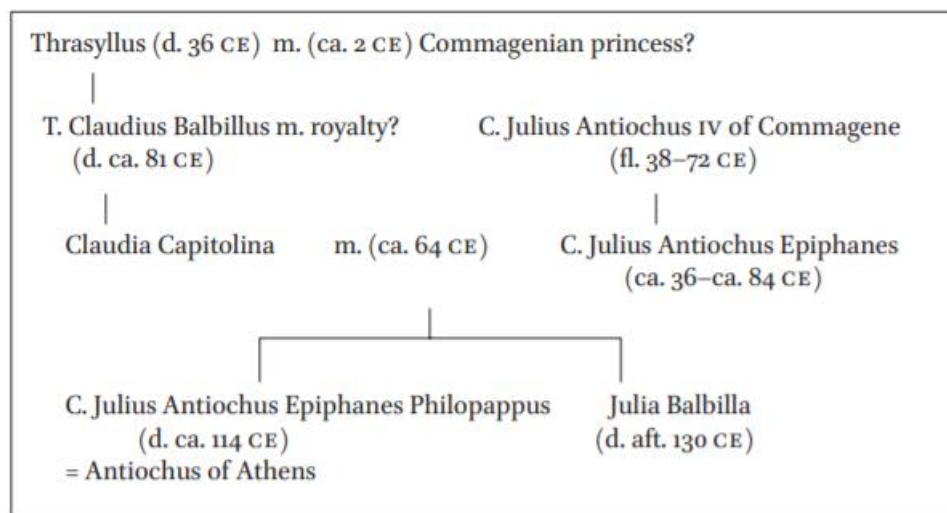 Thrasyllus (d. 36 CE) m. (ca. 2 CE) Commagenian princess?
T. Claudius Balbillus m. royalty? C. Julius Antiochus IV of Commagene
(d. ca. 81 CE) (fl. 38–72 CE)
Claudia Capitolina m. (ca. 64 CE) C. Julius Antiochus Epiphanes
(ca. 36–ca. 84 CE)
C. Julius Antiochus Epiphanes Philopappus Julia Balbilla
(d. ca. 114 CE) (d. aft. 130 CE)
= Antiochus of Athens